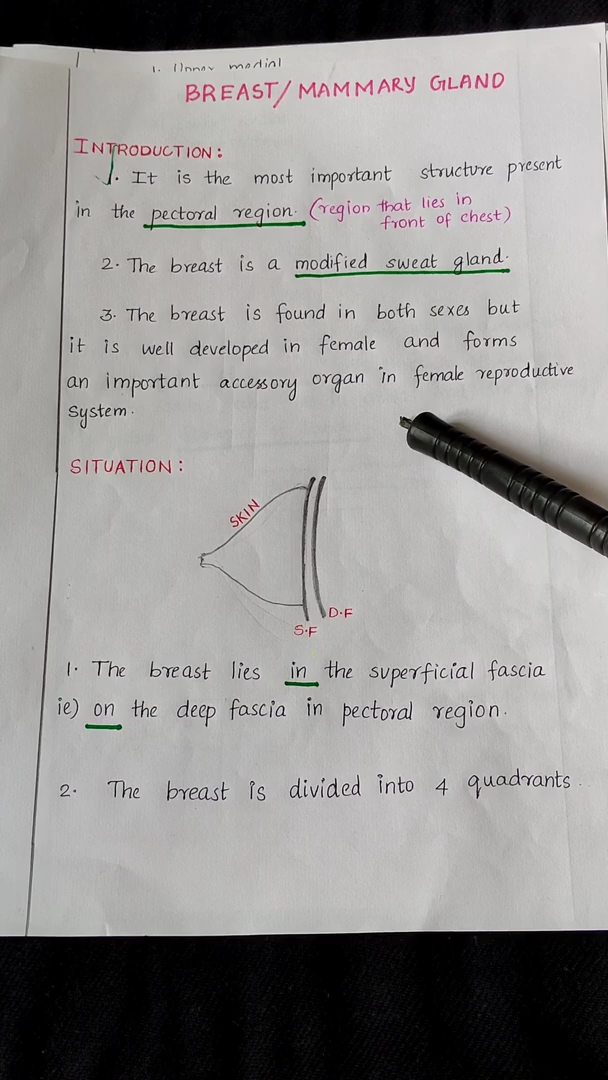 1. Upper medial
BREAST/MAMMARY GLAND
INTRODUCTION:
1. It is the most important structure present
in the pectoral region. (region that lies in
front of chest)
2. The breast is a modified sweat gland.
3. The breast is found in both sexes but
it is well developed in female and forms
an important accessory organ in female reproductive
system.
SITUATION:
SKIN
D.F
S.F
1. The breast lies in the superficial fascia
ie) on the deep fascia in pectoral region.
2. The breast is divided into 4 quadrants.